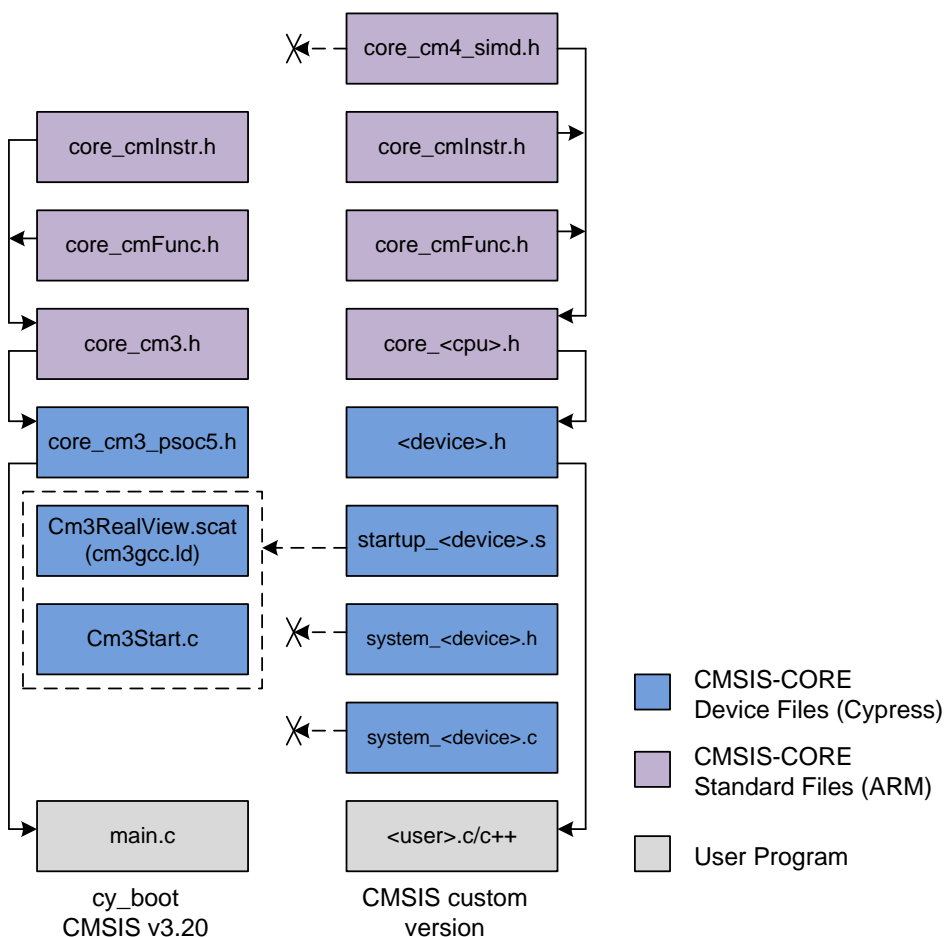 core_cm4_simd.h
core_cmInstr.h
core_cmInstr.h
core_cmFunc.h
core_cmFunc.h
core_cm3.h
core_<cpu>.h
core_cm3_psoc5.h
<device>.h
Cm3RealView.scat
(cm3gcc.ld)
startup_<device>.s
Cm3Start.c
system_<device>.h
system_<device>.c
main.c
<user>.c/c++
cy_boot
CMSIS v3.20
CMSIS custom
version
CMSIS-CORE
Device Files (Cypress)
CMSIS-CORE
Standard Files (ARM)
User Program